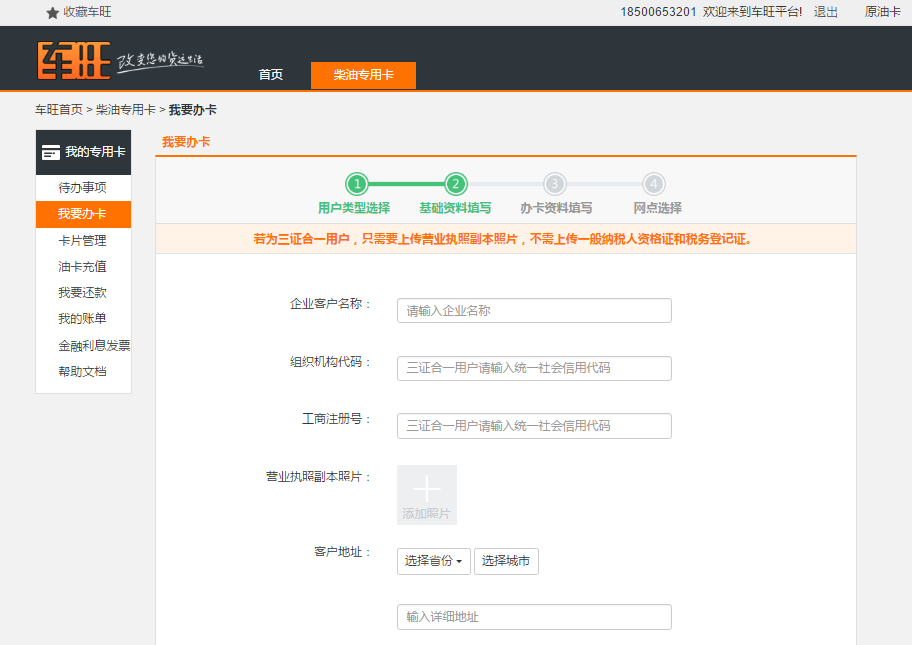 收藏车旺
18500653201 欢迎来到车旺平台! 退出 原油卡
车旺 改变您的货运生活
首页 柴油专用卡
车旺首页 > 柴油专用卡 > 我要办卡
我的专用卡
待办事项
我要办卡
卡片管理
油卡充值
我要还款
我的账单
金融利息发票
帮助文档
我要办卡
1 2 3 4
用户类型选择 基础资料填写 办卡资料填写 网点选择
若为三证合一用户，只需要上传营业执照副本照片，不需上传一般纳税人资格证和税务登记证。
企业客户名称： 请输入企业名称
组织机构代码： 三证合一用户请输入统一社会信用代码
工商注册号： 三证合一用户请输入统一社会信用代码
营业执照副本照片：
添加照片
客户地址： 选择省份 选择城市
输入详细地址